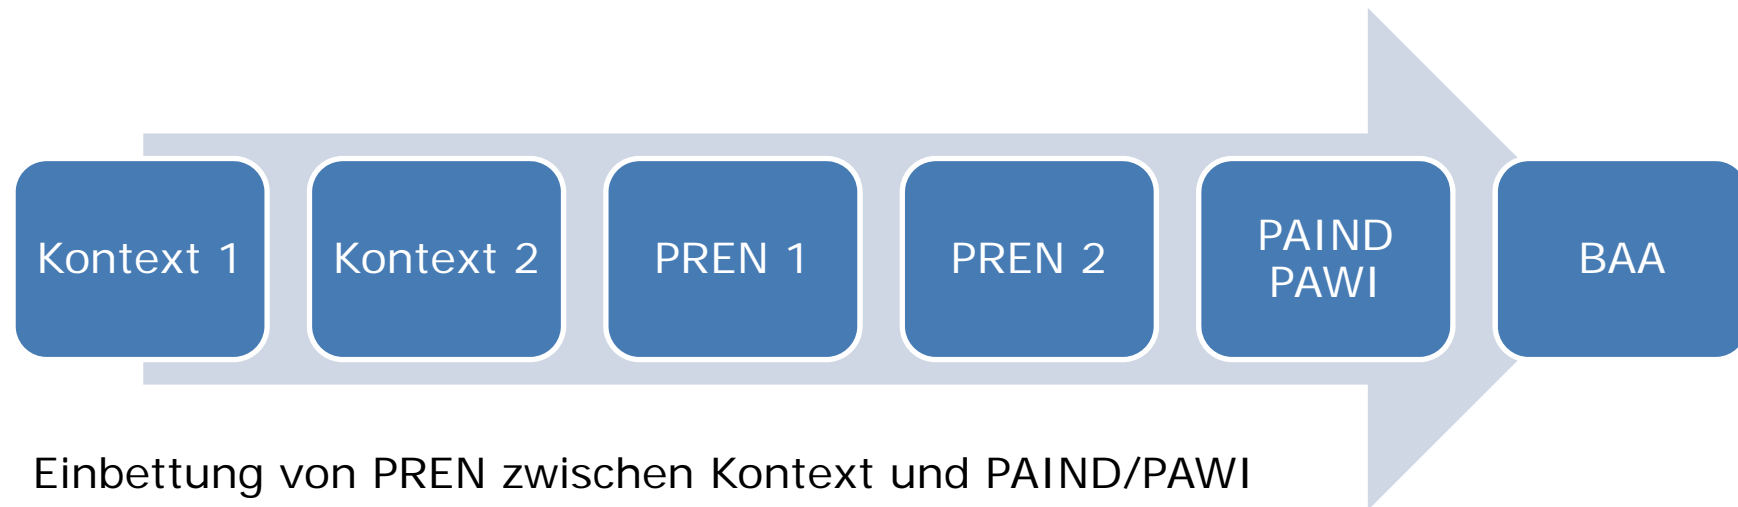 Kontext 1
Kontext 2
PREN 1
PREN 2
PAIND
PAWI
BAA
Einbettung von PREN zwischen Kontext und PAIND/PAWI